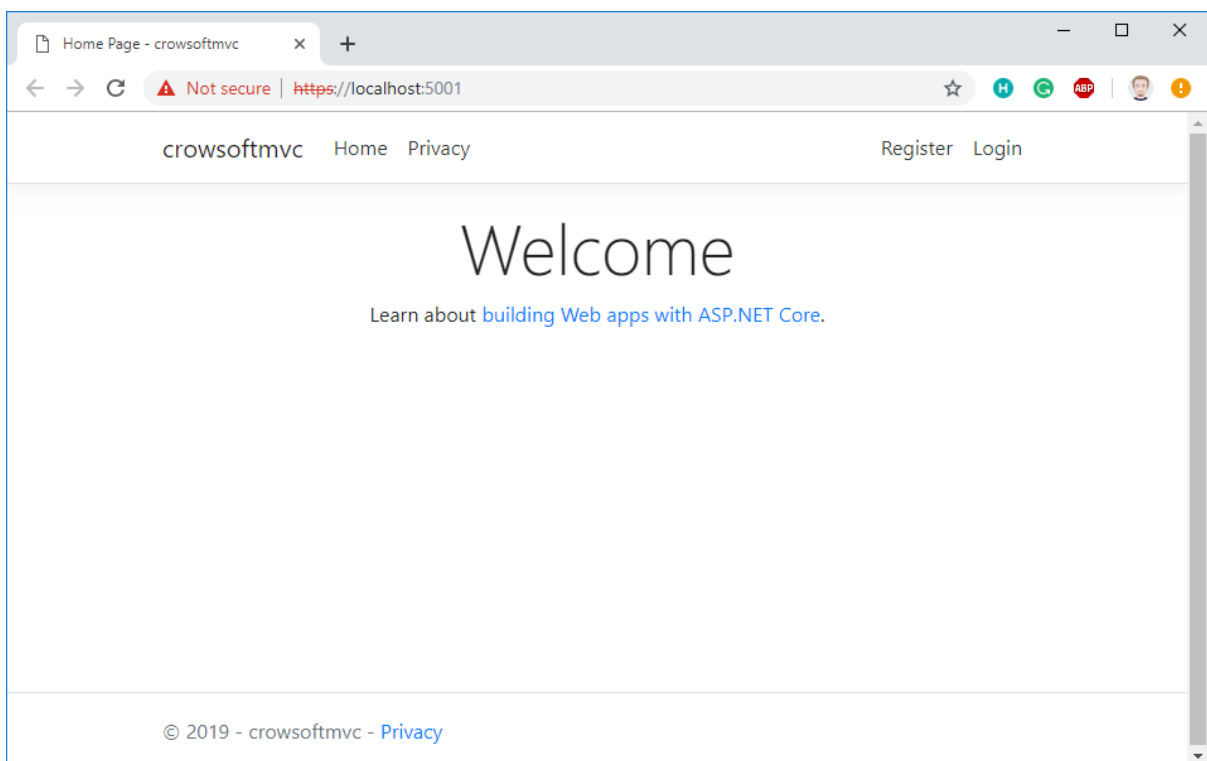 Home Page - crowsoftmvc
Not secure | https://localhost:5001
H G ABP
crowsoftmvc Home Privacy Register Login
Welcome
Learn about building Web apps with ASP.NET Core.
© 2019 - crowsoftmvc - Privacy